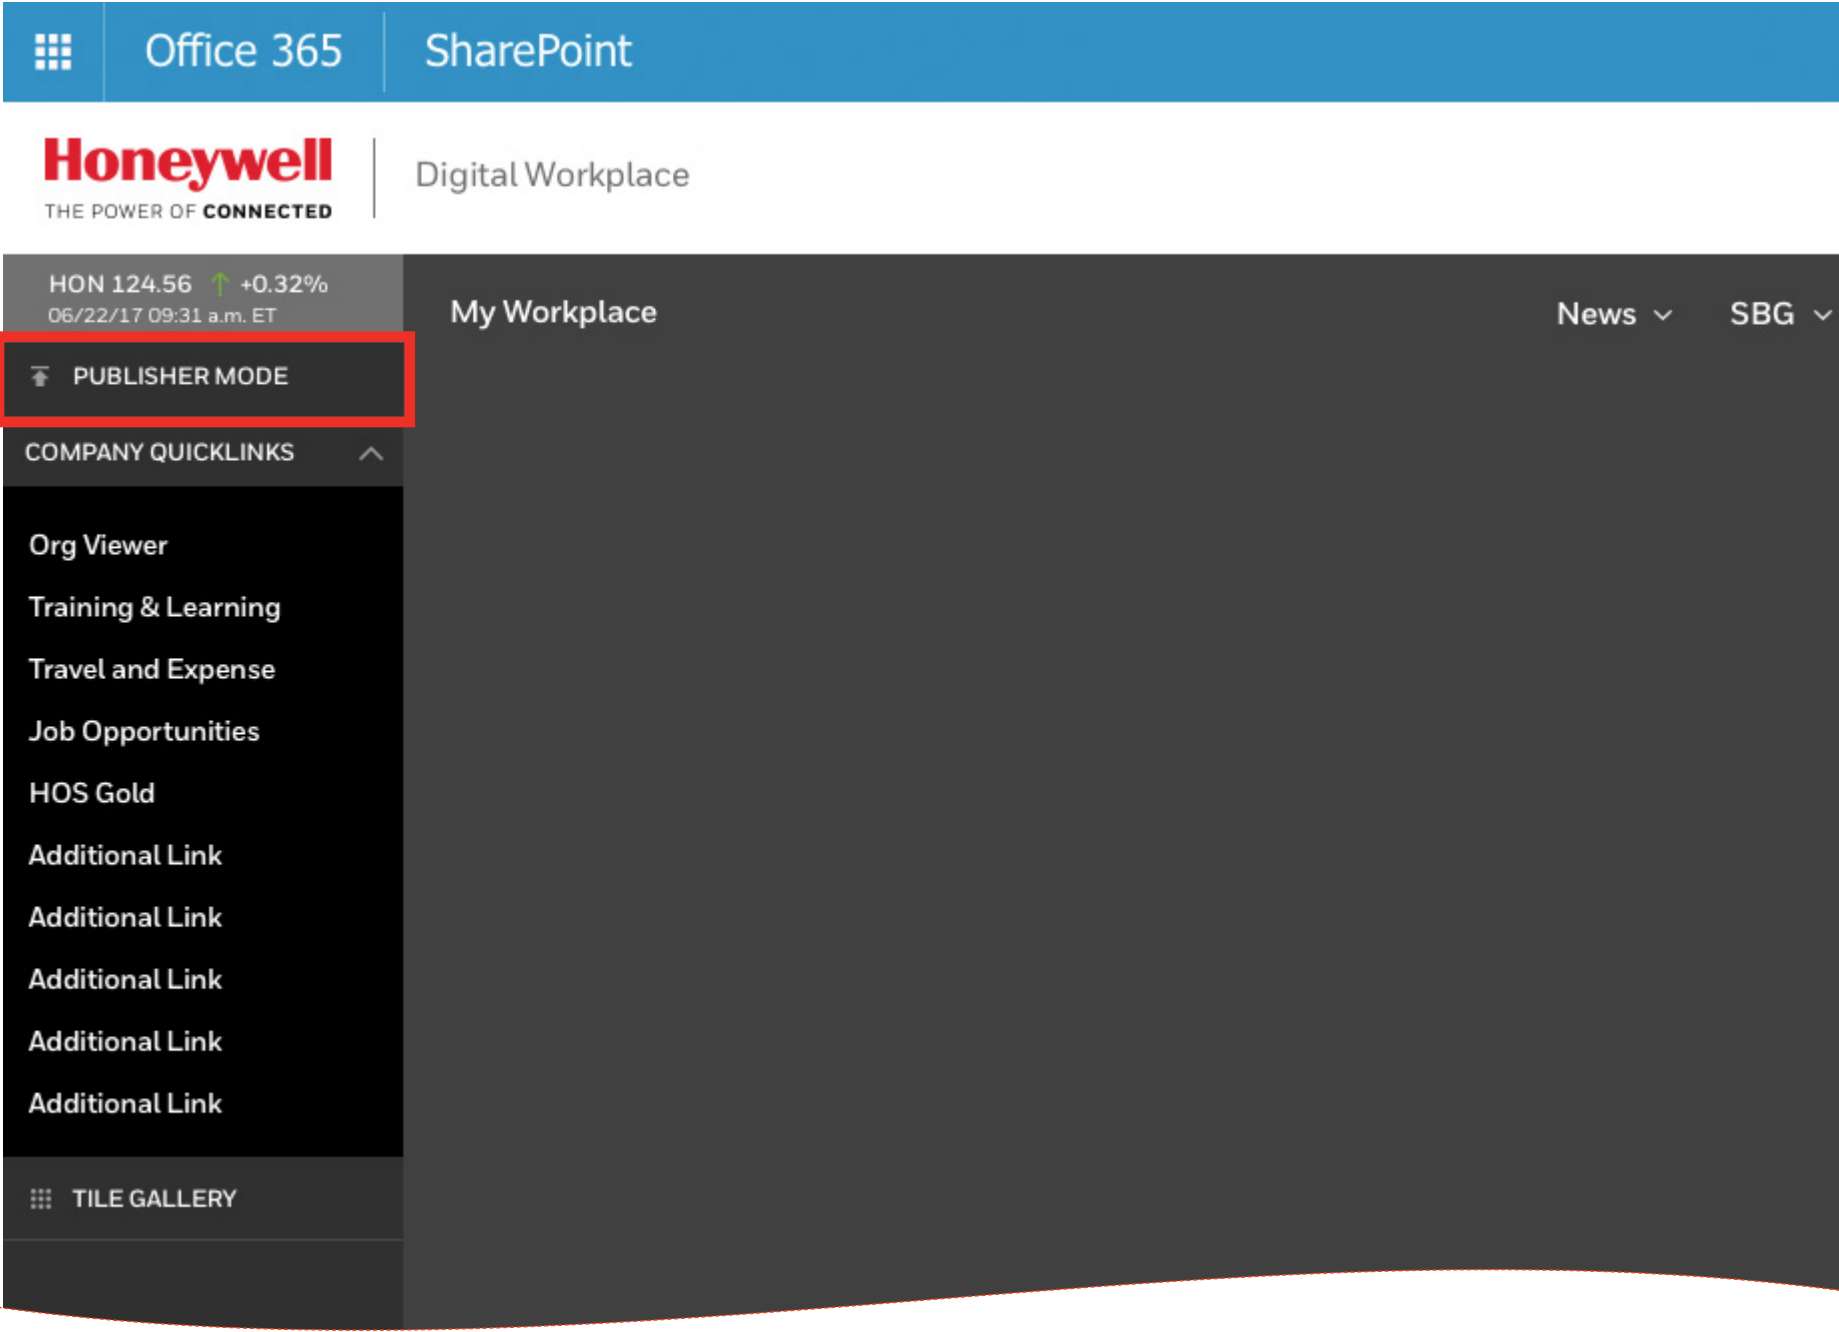 Office 365 SharePoint
Honeywell
THE POWER OF CONNECTED
Digital Workplace
HON 124.56 ↑ +0.32%
06/22/17 09:31 a.m. ET
My Workplace
News
SBG
PUBLISHER MODE
COMPANY QUICKLINKS
Org Viewer
Training & Learning
Travel and Expense
Job Opportunities
HOS Gold
Additional Link
Additional Link
Additional Link
Additional Link
Additional Link
TILE GALLERY